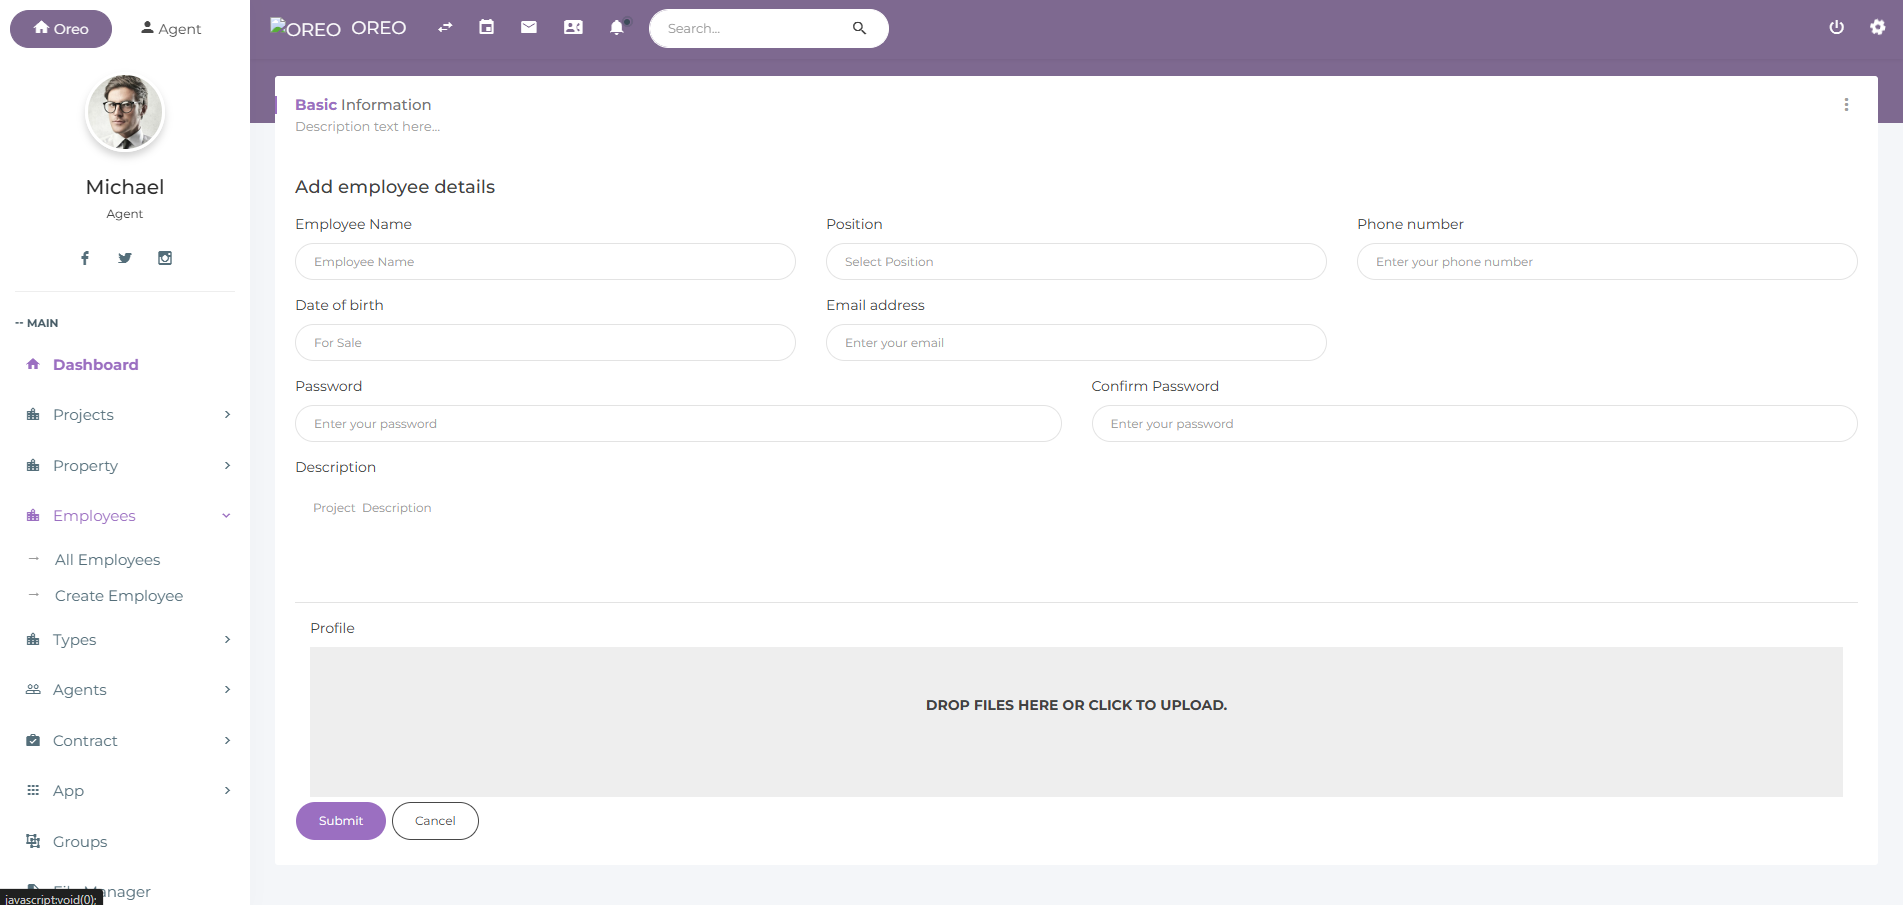 Oreo
Agent
OREO OREO
Search...
Michael
Agent
-- MAIN
Dashboard
Projects
Property
Employees
All Employees
Create Employee
Types
Agents
Contract
App
Groups
File Manager
javascript:void(0);
Basic Information
Description text here...
Add employee details
Employee Name
Position
Phone number
Employee Name
Select Position
Enter your phone number
Date of birth
Email address
For Sale
Enter your email
Password
Confirm Password
Enter your password
Enter your password
Description
Project Description
Profile
DROP FILES HERE OR CLICK TO UPLOAD.
Submit
Cancel